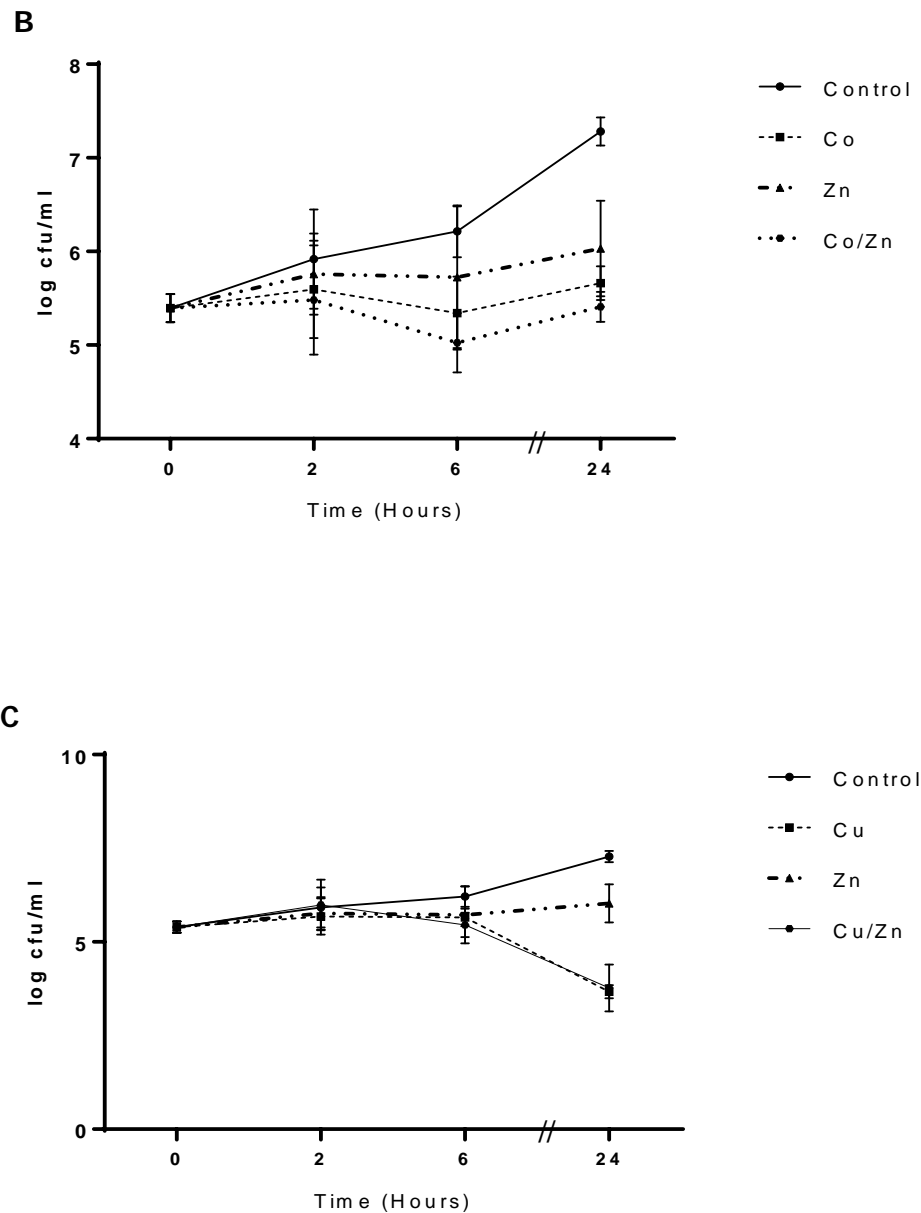 B
8
7
6
5
4
log cfu/ml
0 2 6 // 24
Time (Hours)
Control
Co
Zn
Co/Zn
C
10
5
0
log cfu/ml
0 2 6 // 24
Time (Hours)
Control
Cu
Zn
Cu/Zn